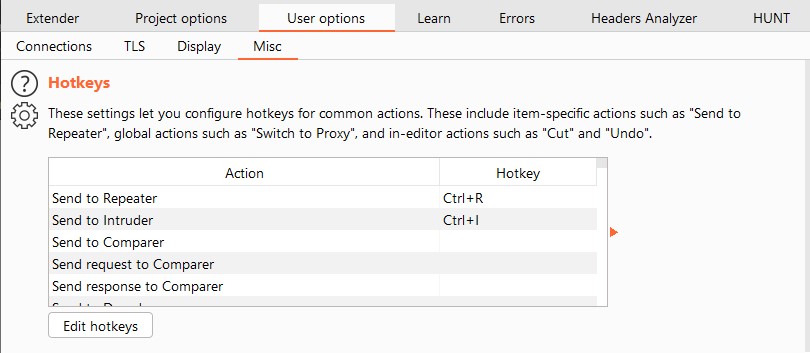 Extender Project options User options Learn Errors Headers Analyzer HUNT
Connections TLS Display Misc
? Hotkeys
These settings let you configure hotkeys for common actions. These include item-specific actions such as "Send to
Repeater", global actions such as "Switch to Proxy", and in-editor actions such as "Cut" and "Undo".
Action Hotkey
Send to Repeater Ctrl+R
Send to Intruder Ctrl+I
Send to Comparer
Send request to Comparer
Send response to Comparer
Edit hotkeys